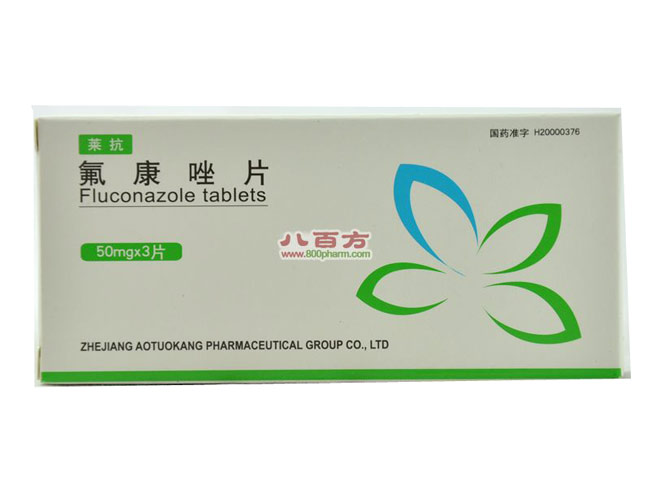 莱抗
国药准字 H20000376
氟康唑片
Fluconazole tablets
八百方
www.800pharm.com
50mgx3片
ZHEJIANG AOTUOKANG PHARMACEUTICAL GROUP CO., LTD